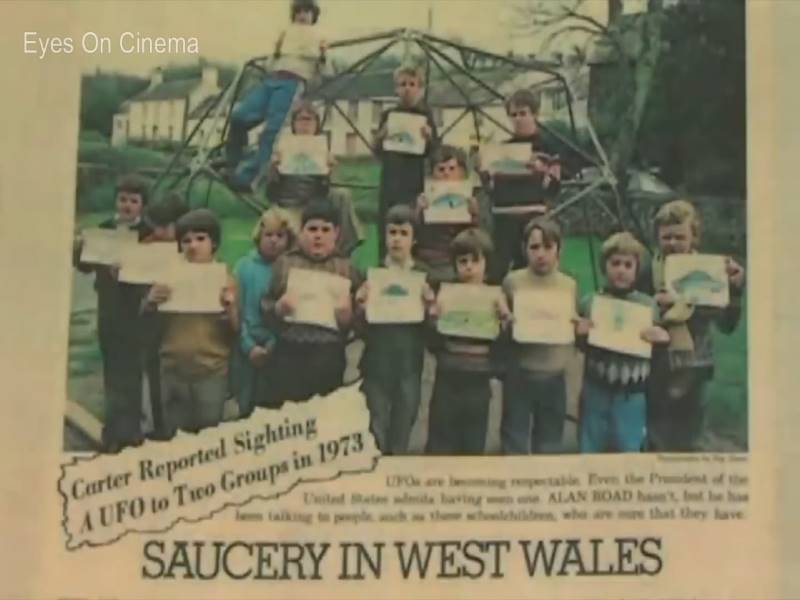 Eyes On Cinema
Carter Reported Sighting
A UFO to Two Groups in 1973
UFOs are becoming respectable. Even the President of the
United States admits having seen one. ALAN ROAD hasn't, but he has
been talking to people, such as these schoolchildren, who are sure that they have.
SAUCERY IN WEST WALES